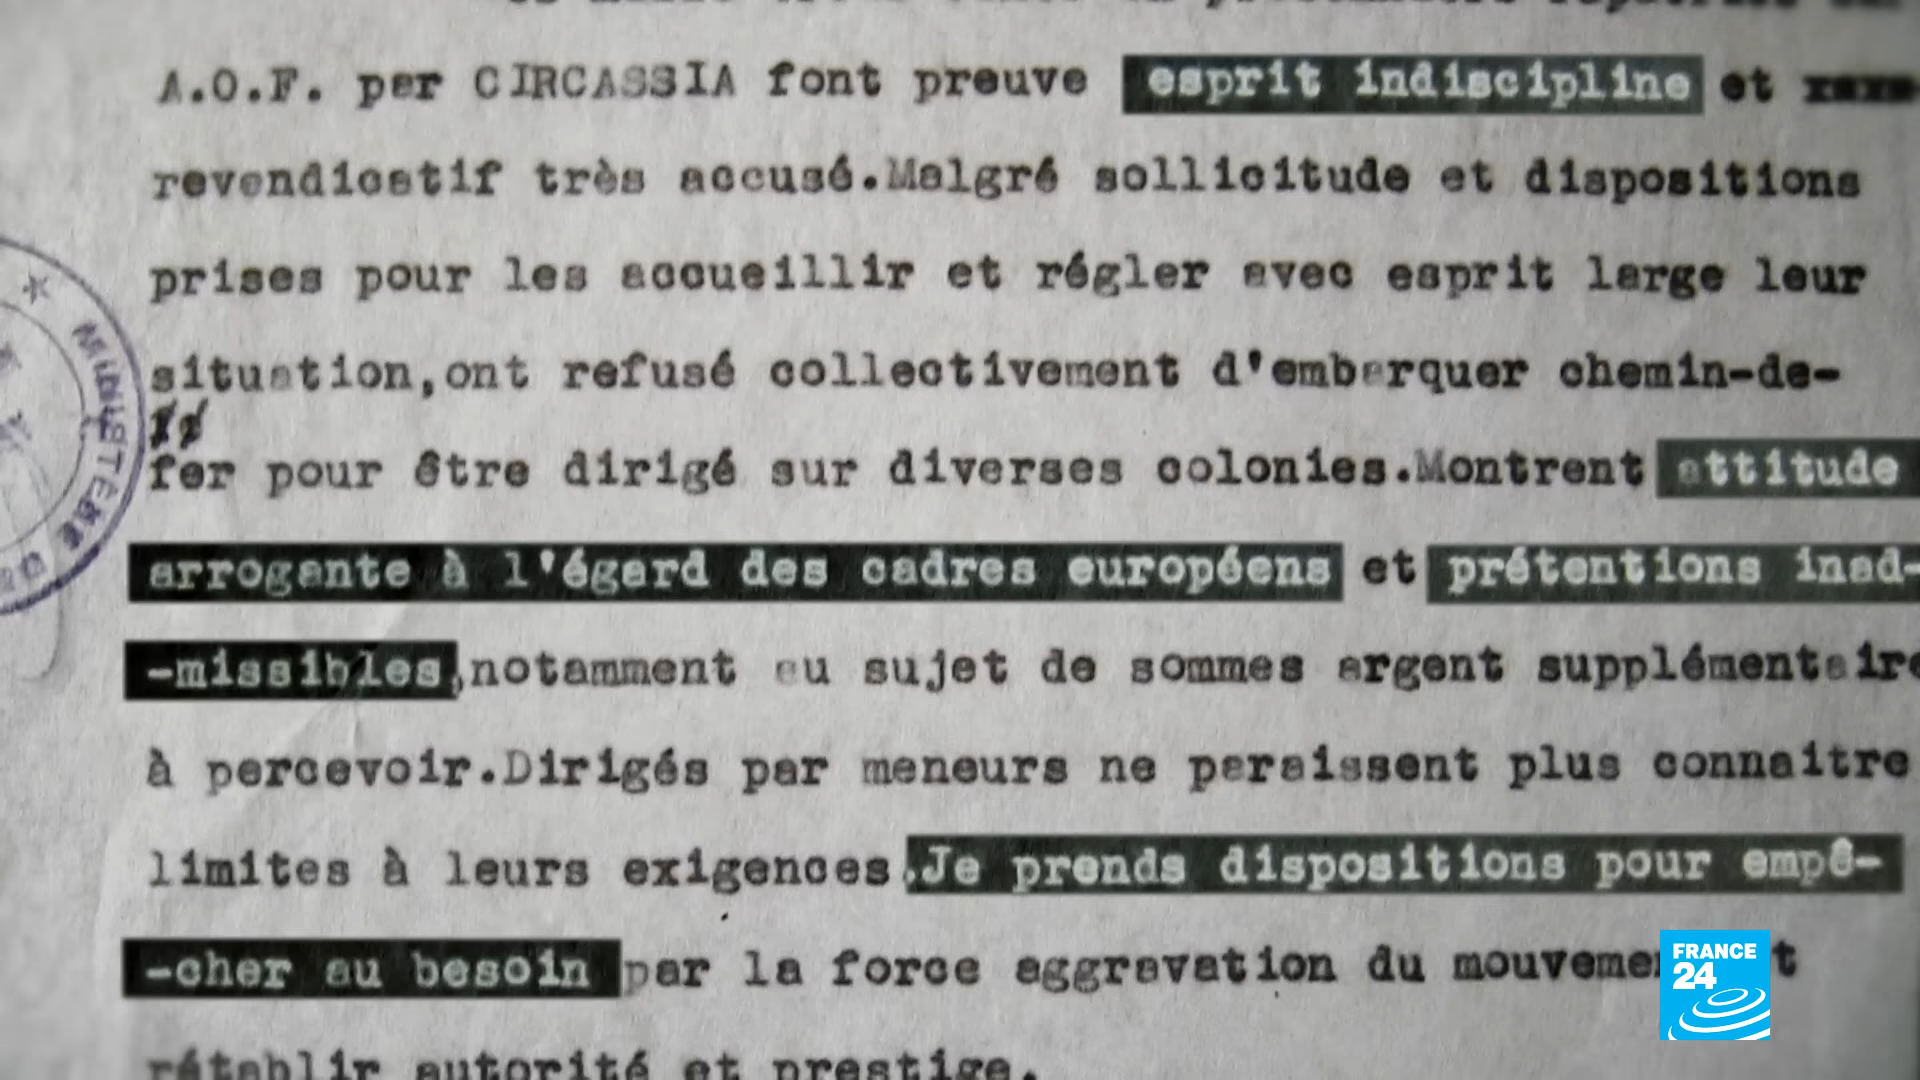 A.O.F. par CIRCASSIA font preuve esprit indiscipline et
revendicatif très accusé.Malgré sollicitude et dispositions
prises pour les accueillir et régler avec esprit large leur
situation,ont refusé collectivement d'embarquer chemin-de-
fer pour être dirigé sur diverses colonies.Montrent attitude
arrogante à l'égard des cadres européens et prétentions inad-
-missibles,notamment au sujet de sommes argent supplémentaire
à percevoir.Dirigés par meneurs ne paraissent plus connaitre
limites à leurs exigences.Je prends dispositions pour empê-
-cher au besoin par la force aggravation du mouvement
rétablir autorité et prestige.
MINISTÈRE
FRANCE
24